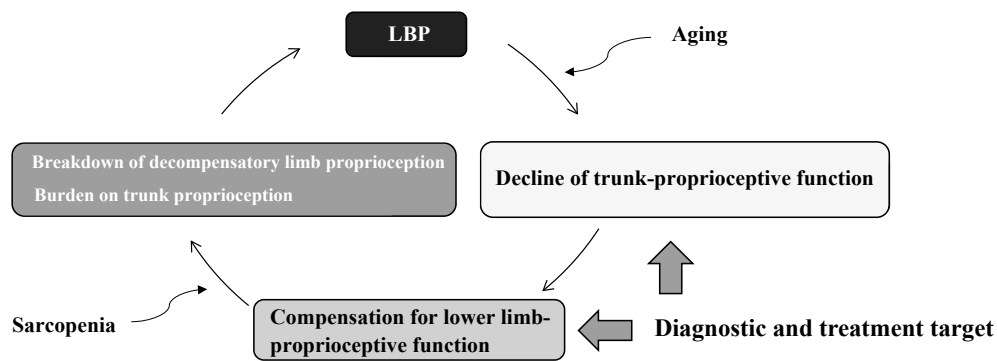 LBP
Aging
Breakdown of decompensatory limb proprioception
Burden on trunk proprioception
Decline of trunk-proprioceptive function
Sarcopenia
Compensation for lower limb-
proprioceptive function
Diagnostic and treatment target